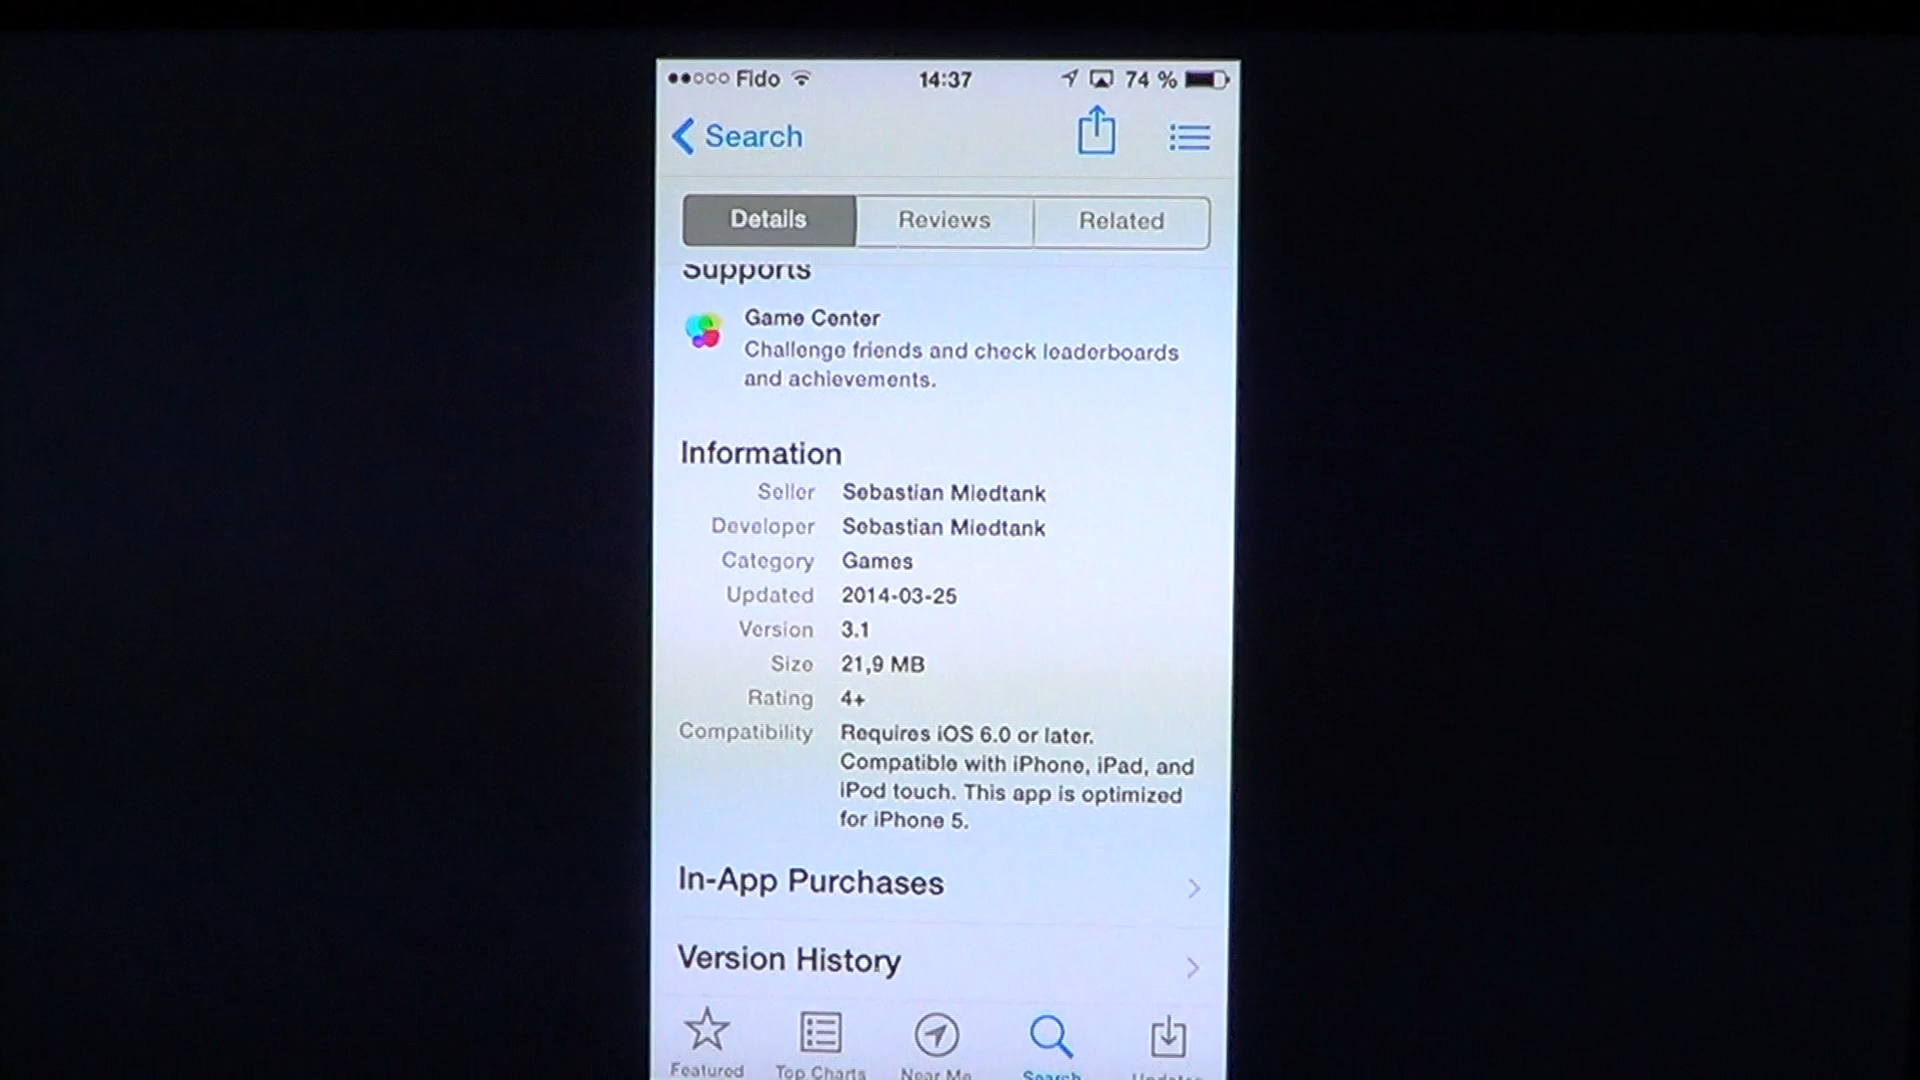 Fido 14:37 74 %
Search
Details Reviews Related
Supports
Game Center
Challenge friends and check leaderboards
and achievements.
Information
Seller Sebastian Miedtank
Developer Sebastian Miedtank
Category Games
Updated 2014-03-25
Version 3.1
Size 21,9 MB
Rating 4+
Compatibility Requires iOS 6.0 or later.
Compatible with iPhone, iPad, and
iPod touch. This app is optimized
for iPhone 5.
In-App Purchases
Version History
Featured Top Charts Near Me Search Updates